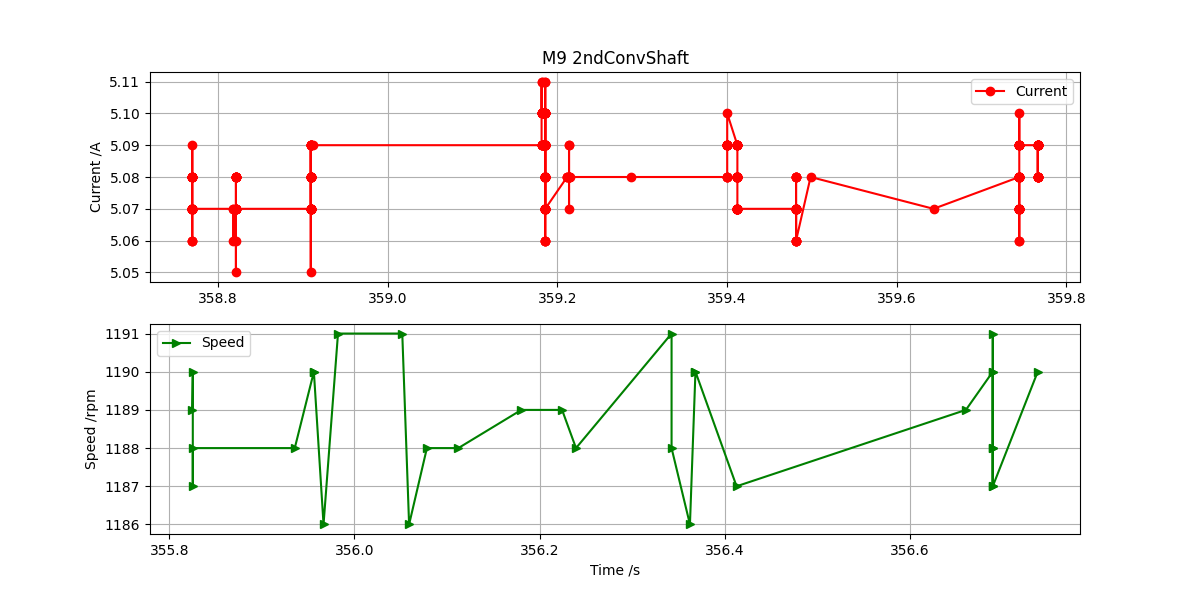 M9 2ndConvShaft
5.11
5.10
5.09
5.08
5.07
5.06
5.05
Current /A
Current
358.8 359.0 359.2 359.4 359.6 359.8
1191
1190
1189
1188
1187
1186
Speed /rpm
Speed
355.8 356.0 356.2 356.4 356.6
Time /s